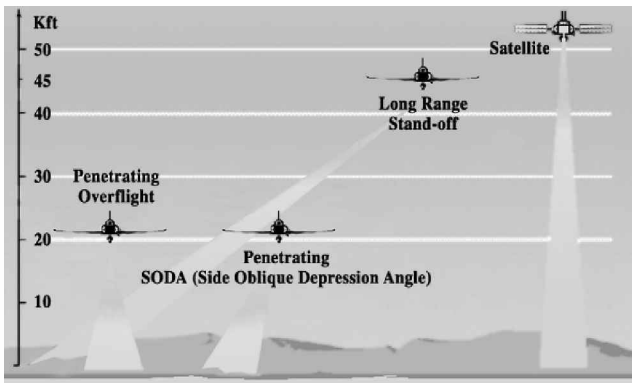 Kft
50
45
40
30
20
10
Satellite
Long Range
Stand-off
Penetrating
Overflight
Penetrating
SODA (Side Oblique Depression Angle)